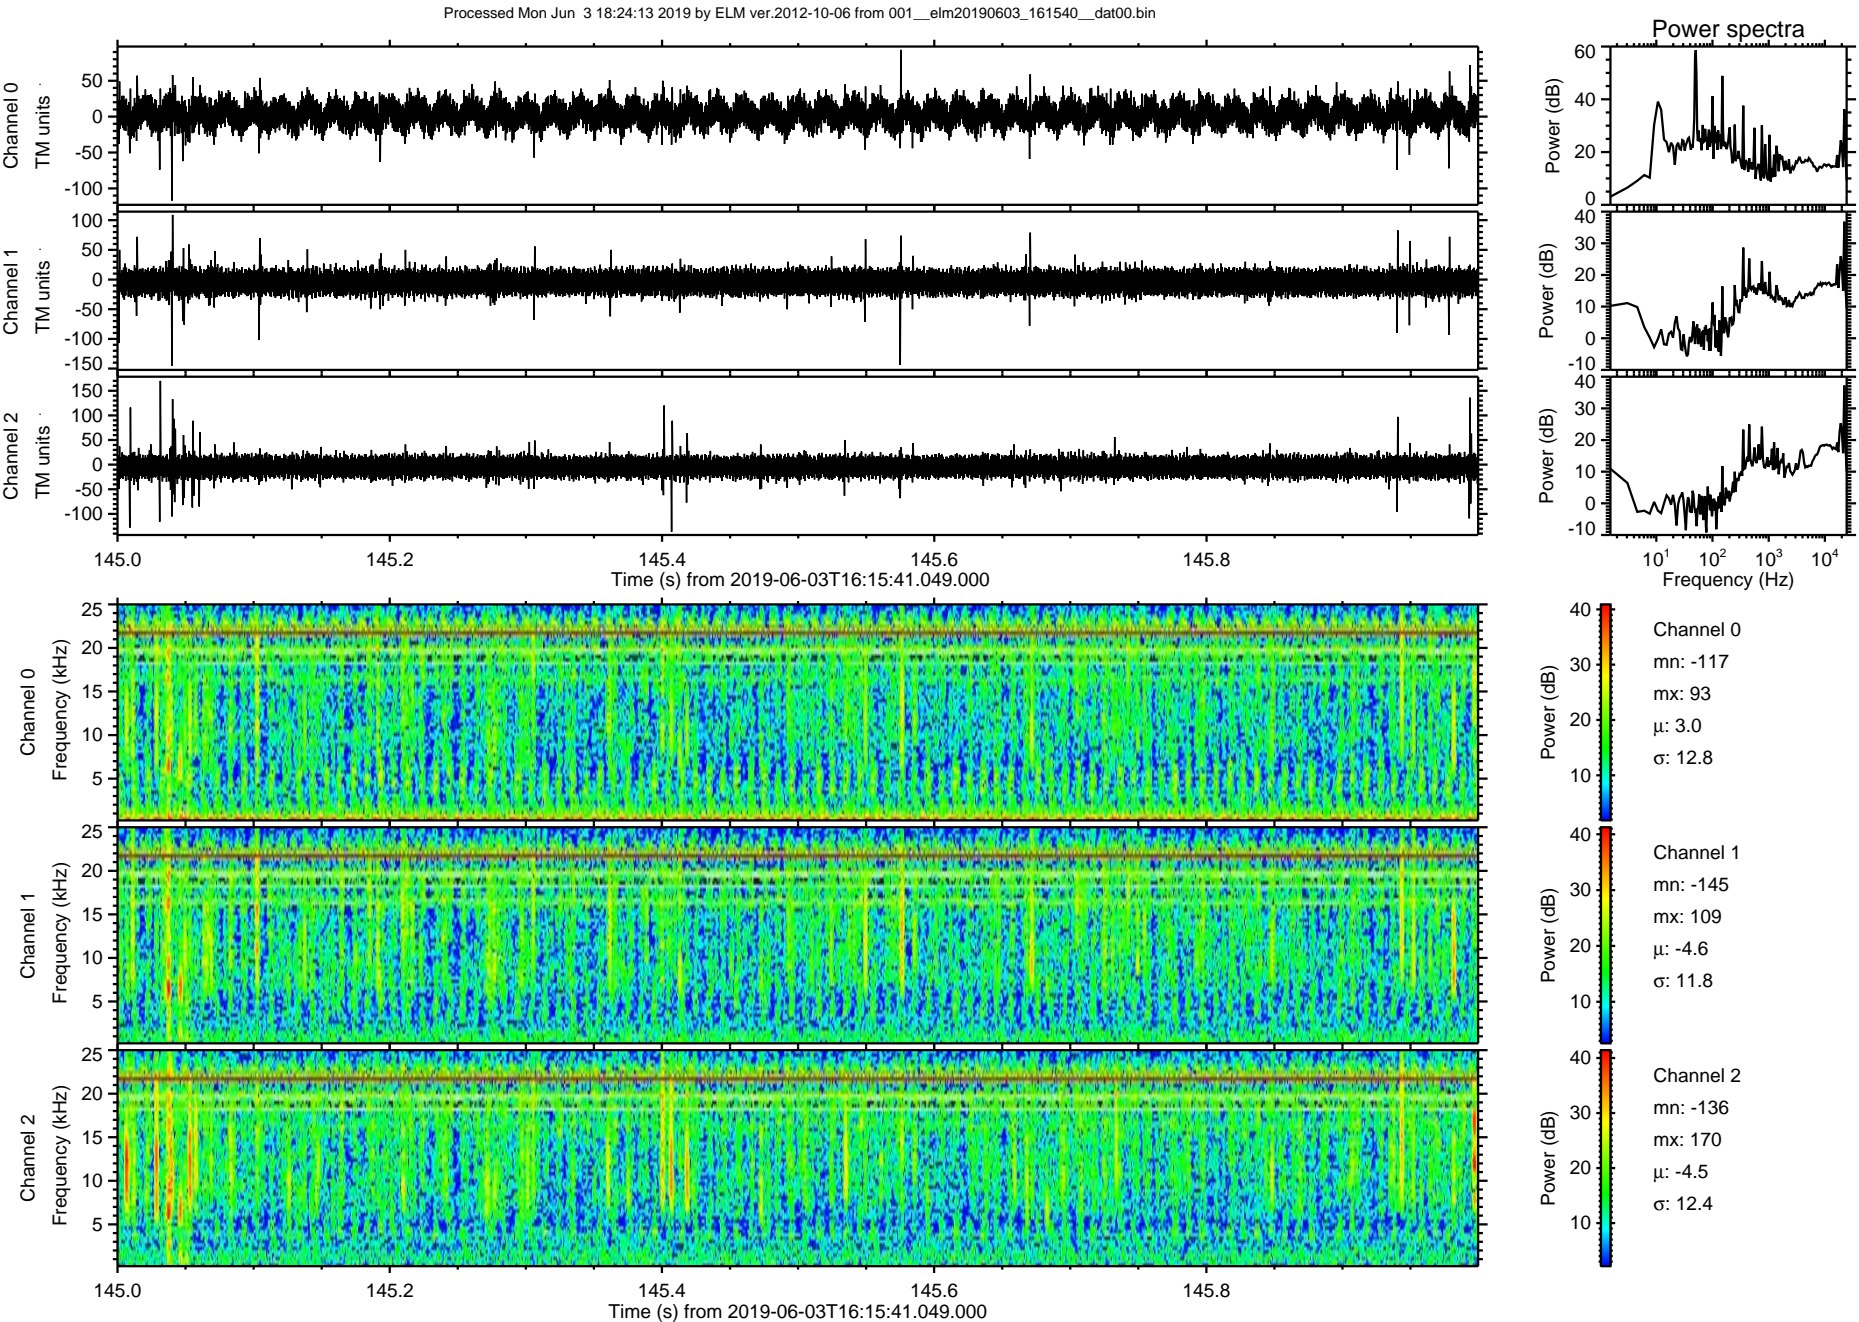 Processed Mon Jun  3 18:24:13 2019 by ELM ver.2012-10-06 from 001__elm20190603_161540__dat00.bin
Power spectra
Channel 0
TM units
50
0
-50
-100
Power (dB)
60
40
20
0
Channel 1
TM units
100
50
0
-50
-100
-150
Power (dB)
40
30
20
10
0
-10
Channel 2
TM units
150
100
50
0
-50
-100
Power (dB)
40
30
20
10
0
-10
145.0 145.2 145.4 145.6 145.8
Time (s) from 2019-06-03T16:15:41.049.000
10^1 10^2 10^3 10^4
Frequency (Hz)
Channel 0
Frequency (kHz)
25
20
15
10
5
Power (dB)
40
30
20
10
Channel 0
mn: -117
mx: 93
μ: 3.0
σ: 12.8
Channel 1
Frequency (kHz)
25
20
15
10
5
Power (dB)
40
30
20
10
Channel 1
mn: -145
mx: 109
μ: -4.6
σ: 11.8
Channel 2
Frequency (kHz)
25
20
15
10
5
Power (dB)
40
30
20
10
Channel 2
mn: -136
mx: 170
μ: -4.5
σ: 12.4
145.0 145.2 145.4 145.6 145.8
Time (s) from 2019-06-03T16:15:41.049.000